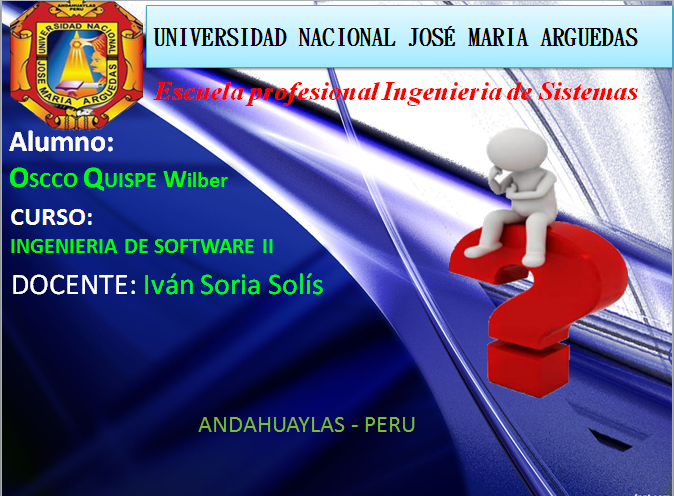 ANDAHUAYLAS
PERU
UNIVERSIDAD NACIONAL
JOSÉ MARIA ARGUEDAS
UNIVERSIDAD NACIONAL JOSÉ MARIA ARGUEDAS
Escuela profesional Ingenieria de Sistemas
Alumno:
OSCCO QUISPE Wilber
CURSO:
INGENIERIA DE SOFTWARE II
DOCENTE: Iván Soria Solís
ANDAHUAYLAS - PERU